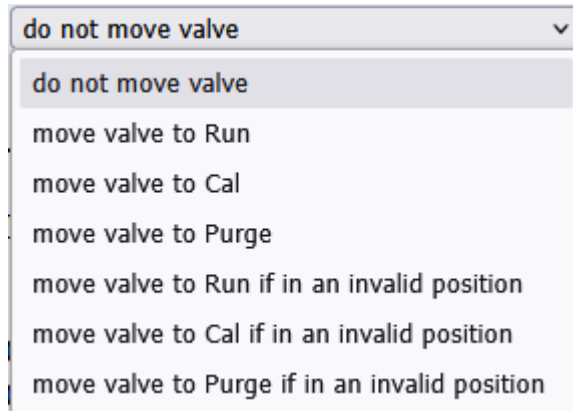 do not move valve
do not move valve
move valve to Run
move valve to Cal
move valve to Purge
move valve to Run if in an invalid position
move valve to Cal if in an invalid position
move valve to Purge if in an invalid position